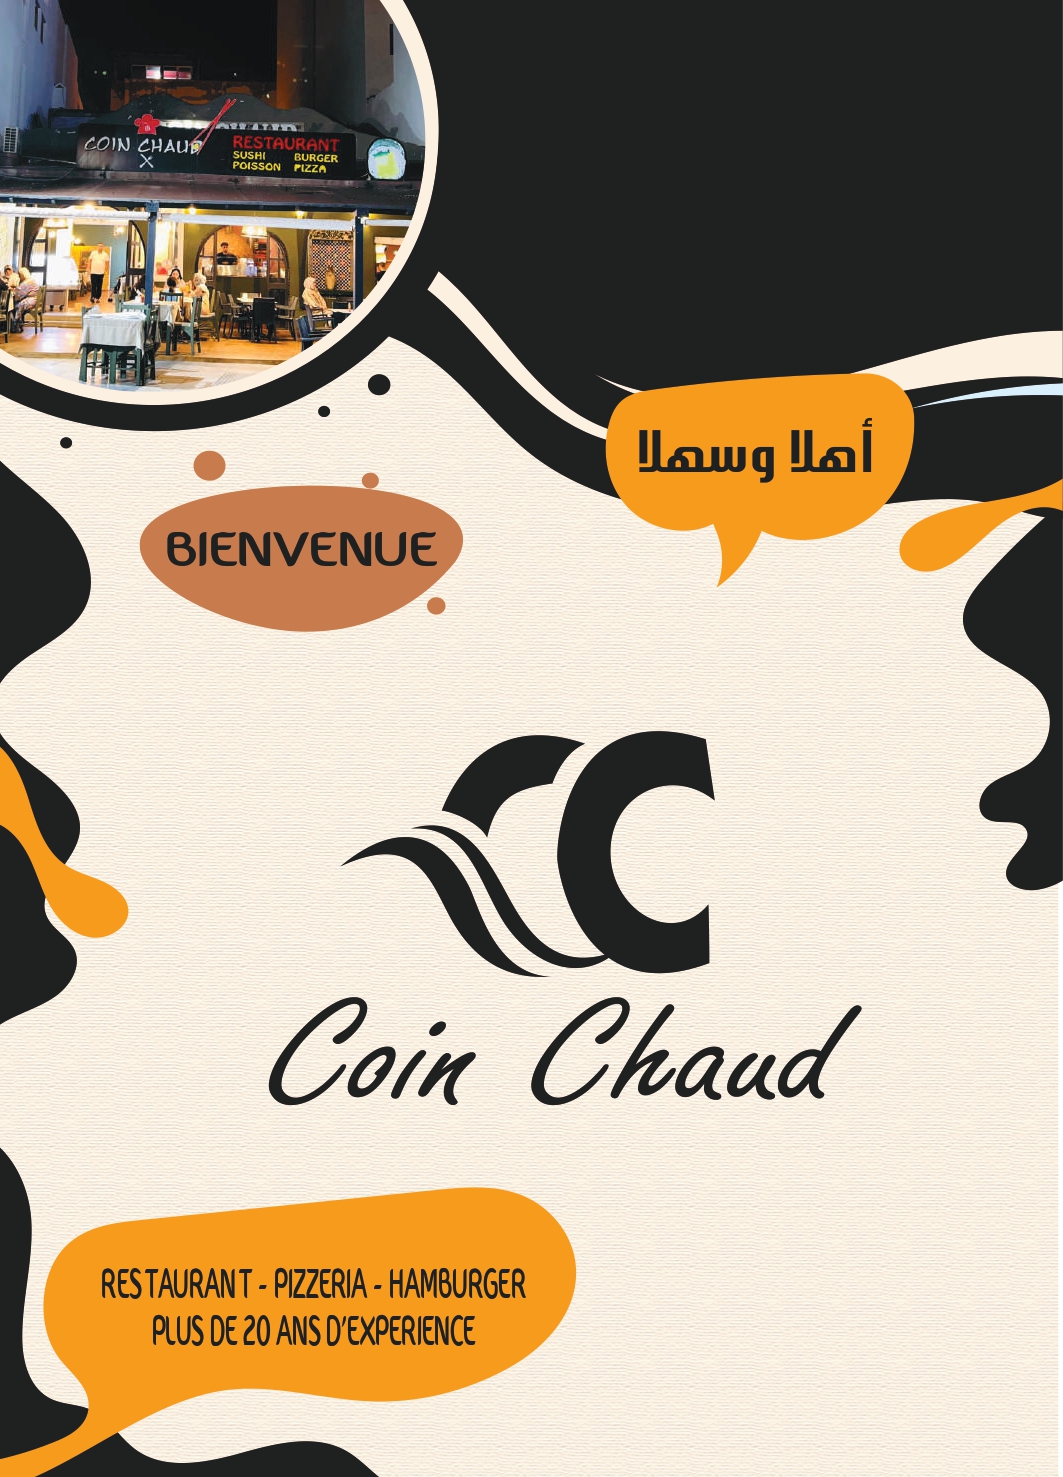 COIN CHAUD
RESTAURANT
SUSHI BURGER
POISSON PIZZA
أهلا وسهلا
BIENVENUE
CC
Coin Chaud
RESTAURANT - PIZZERIA - HAMBURGER
PLUS DE 20 ANS D'EXPERIENCE